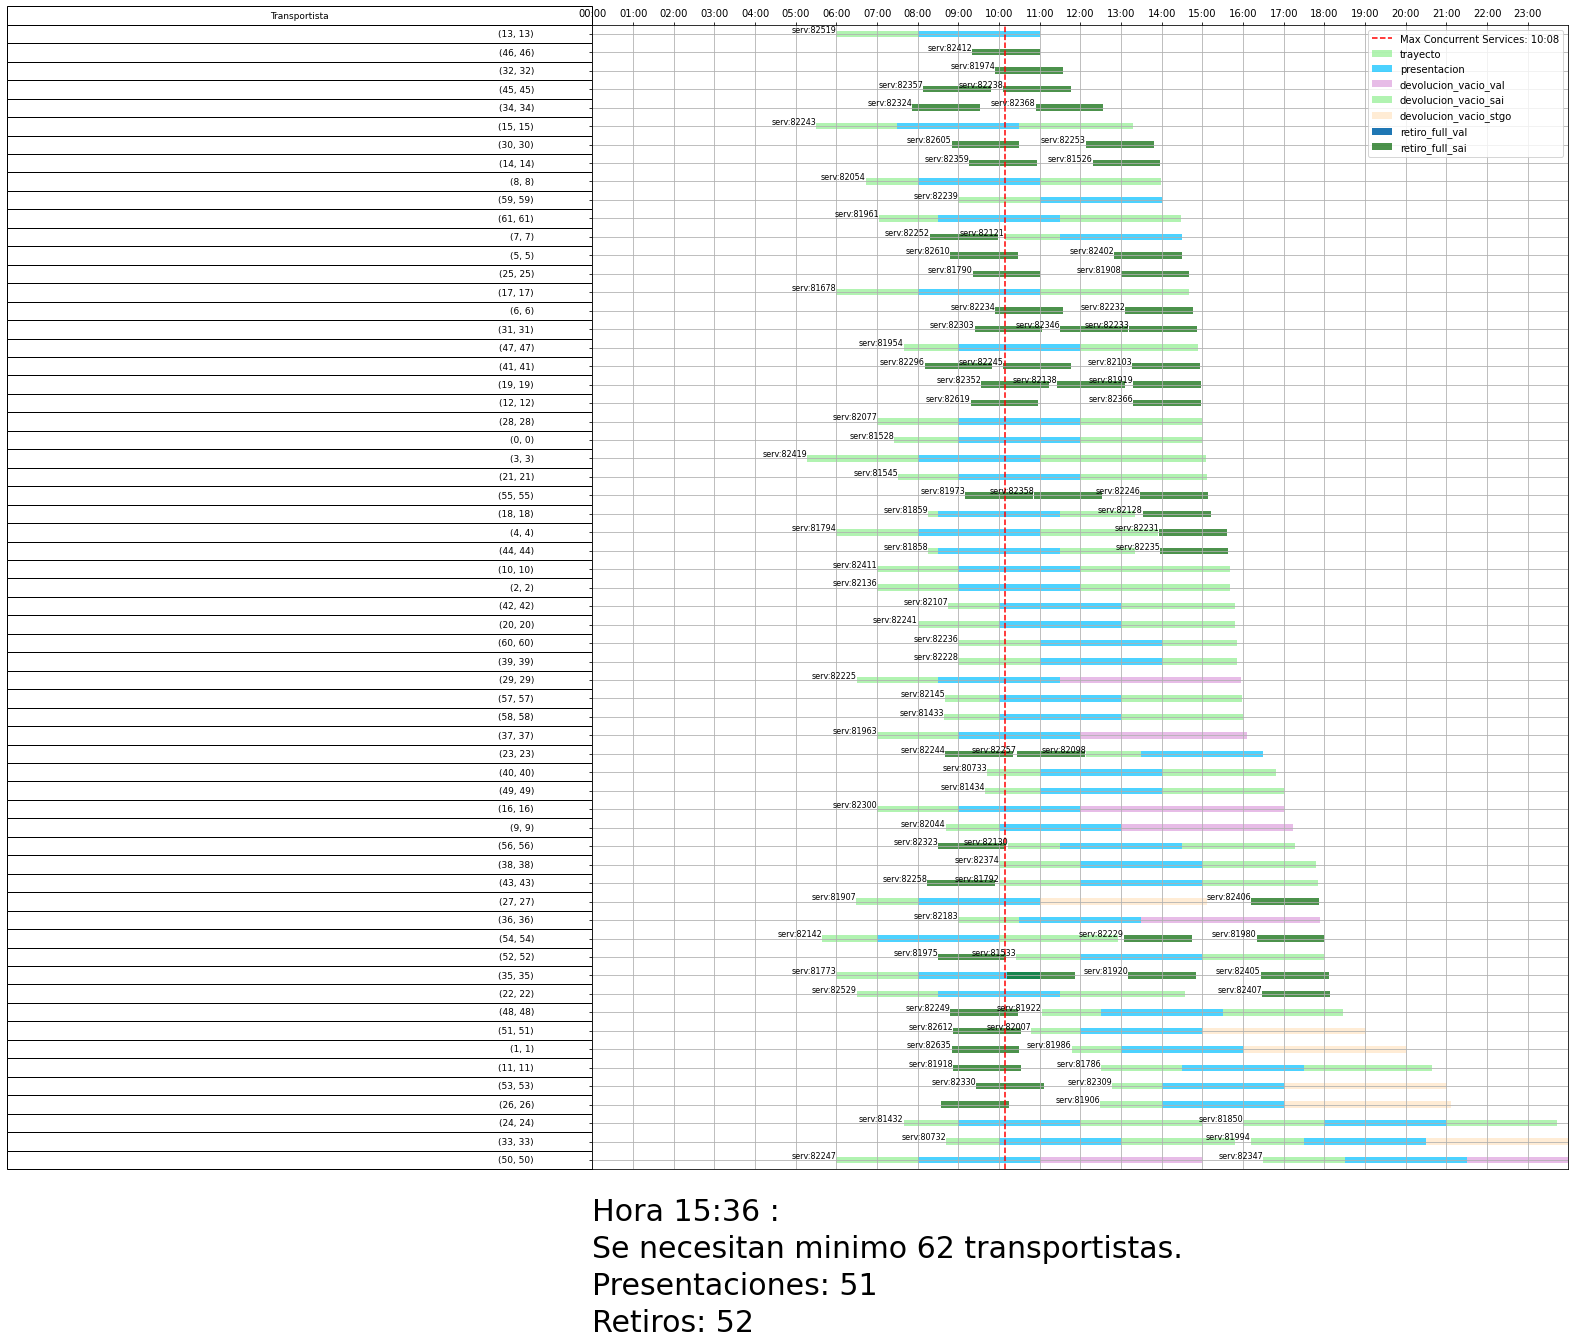 Transportista
00:00 01:00 02:00 03:00 04:00 05:00 06:00 07:00 08:00 09:00 10:00 11:00 12:00 13:00 14:00 15:00 16:00 17:00 18:00 19:00 20:00 21:00 22:00 23:00
Max Concurrent Services: 10:08
trayecto
presentacion
devolucion_vacio_val
devolucion_vacio_sai
devolucion_vacio_stgo
retiro_full_val
retiro_full_sai
(13, 13) serv:82519
(46, 46) serv:82412
(32, 32) serv:81974
(45, 45) serv:82357 serv:82238
(34, 34) serv:82324 serv:82368
(15, 15) serv:82243
(30, 30) serv:82605 serv:82253
(14, 14) serv:82359 serv:81526
(8, 8) serv:82054
(59, 59) serv:82239
(61, 61) serv:81961
(7, 7) serv:82252 serv:82121
(5, 5) serv:82610 serv:82402
(25, 25) serv:81790 serv:81908
(17, 17) serv:81678
(6, 6) serv:82234 serv:82232
(31, 31) serv:82303 serv:82346 serv:82233
(47, 47) serv:81954
(41, 41) serv:82296 serv:82245 serv:82103
(19, 19) serv:82352 serv:82138 serv:81919
(12, 12) serv:82619 serv:82366
(28, 28) serv:82077
(0, 0) serv:81528
(3, 3) serv:82419
(21, 21) serv:81545
(55, 55) serv:81973 serv:82358 serv:82246
(18, 18) serv:81859 serv:82128
(4, 4) serv:81794 serv:82231
(44, 44) serv:81858 serv:82235
(10, 10) serv:82411
(2, 2) serv:82136
(42, 42) serv:82107
(20, 20) serv:82241
(60, 60) serv:82236
(39, 39) serv:82228
(29, 29) serv:82225
(57, 57) serv:82145
(58, 58) serv:81433
(37, 37) serv:81963
(23, 23) serv:82244 serv:82257 serv:82098
(40, 40) serv:80733
(49, 49) serv:81434
(16, 16) serv:82300
(9, 9) serv:82044
(56, 56) serv:82323 serv:82130
(38, 38) serv:82374
(43, 43) serv:82258 serv:81792
(27, 27) serv:81907 serv:82406
(36, 36) serv:82183
(54, 54) serv:82142 serv:82229 serv:81980
(52, 52) serv:81975 serv:81533
(35, 35) serv:81773 serv:81920 serv:82405
(22, 22) serv:82529 serv:82407
(48, 48) serv:82249 serv:81922
(51, 51) serv:82612 serv:82007
(1, 1) serv:82635 serv:81986
(11, 11) serv:81918 serv:81786
(53, 53) serv:82330 serv:82309
(26, 26) serv:81906
(24, 24) serv:81432 serv:81850
(33, 33) serv:80732 serv:81994
(50, 50) serv:82247 serv:82347
Hora 15:36 :
Se necesitan minimo 62 transportistas.
Presentaciones: 51
Retiros: 52